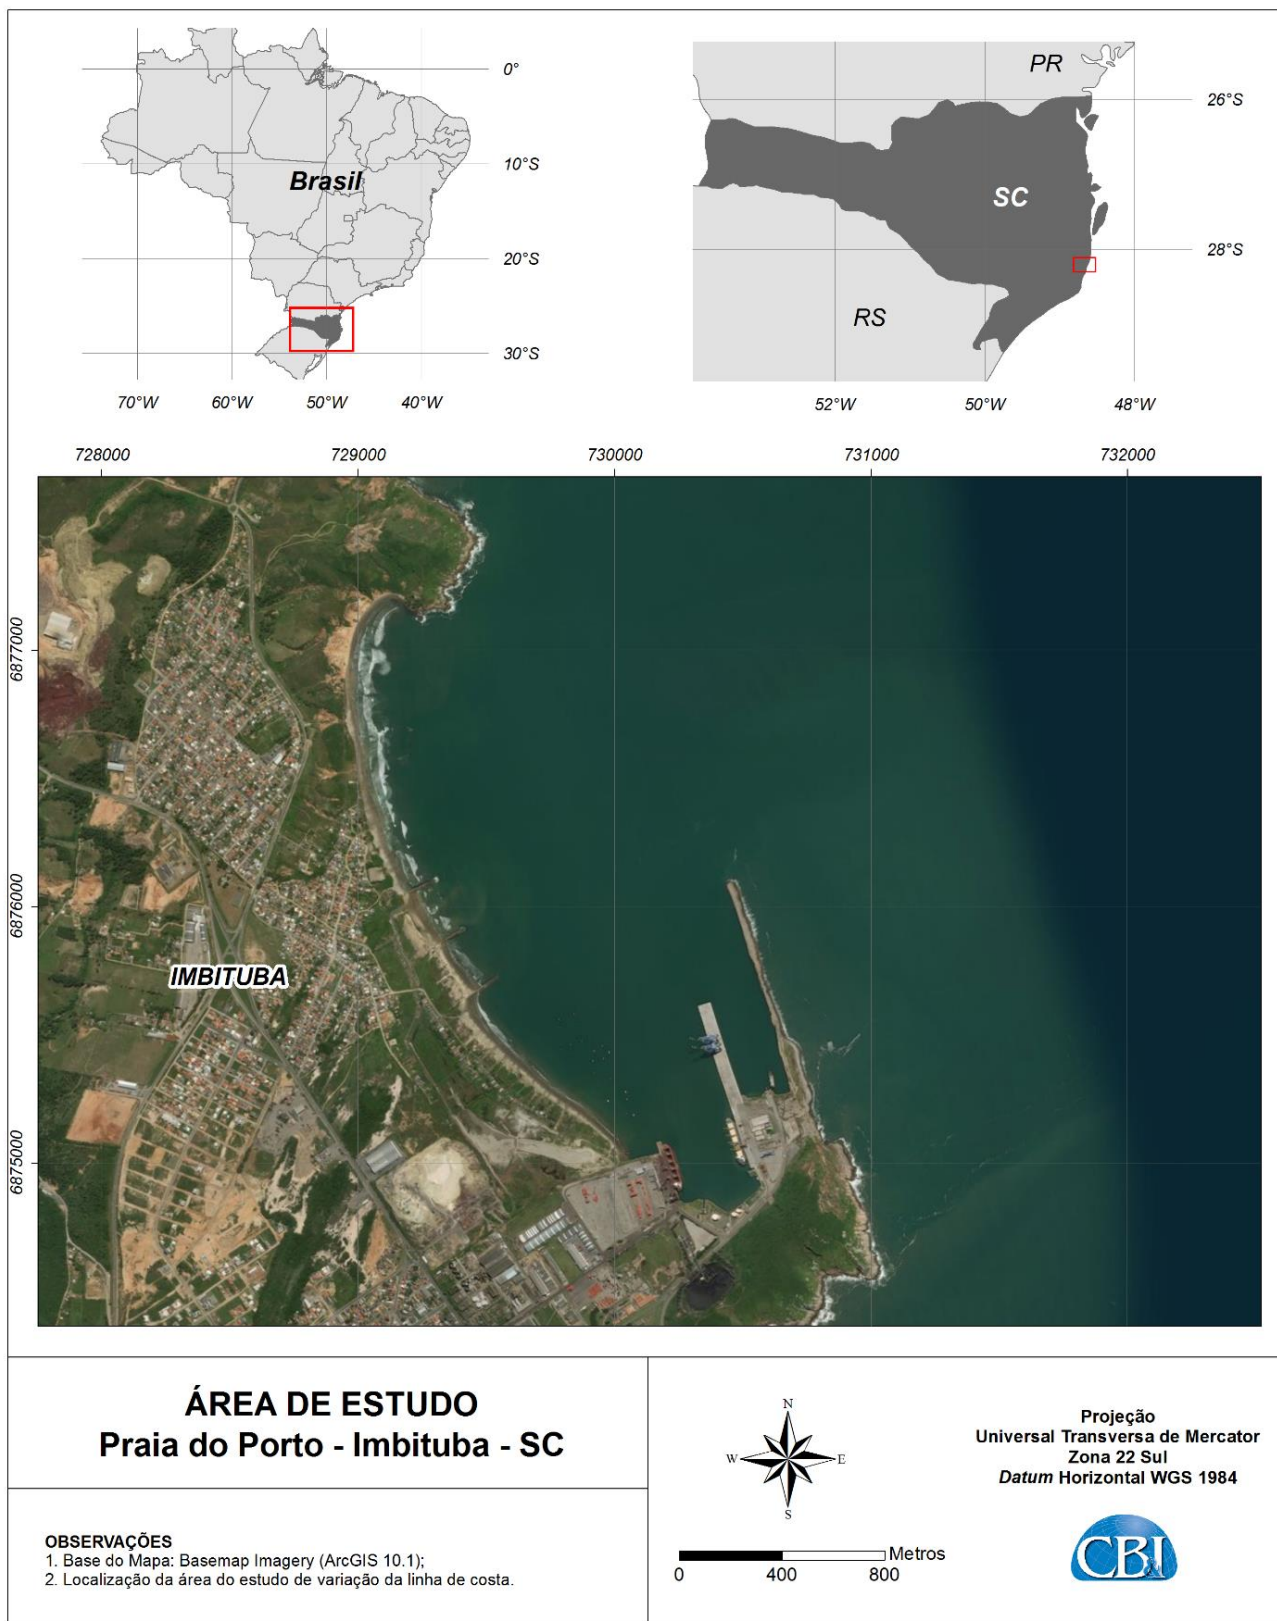 0°
10°S
Brasil
20°S
30°S
70°W 60°W 50°W 40°W
PR
26°S
SC
28°S
RS
52°W 50°W 48°W
728000 729000 730000 731000 732000
6877000
6876000
IMBITUBA
6875000
ÁREA DE ESTUDO
Praia do Porto - Imbituba - SC
OBSERVAÇÕES
1. Base do Mapa: Basemap Imagery (ArcGIS 10.1);
2. Localização da área do estudo de variação da linha de costa.
N
W E
S
Metros
0 400 800
Projeção
Universal Transversa de Mercator
Zona 22 Sul
Datum Horizontal WGS 1984
CB&I